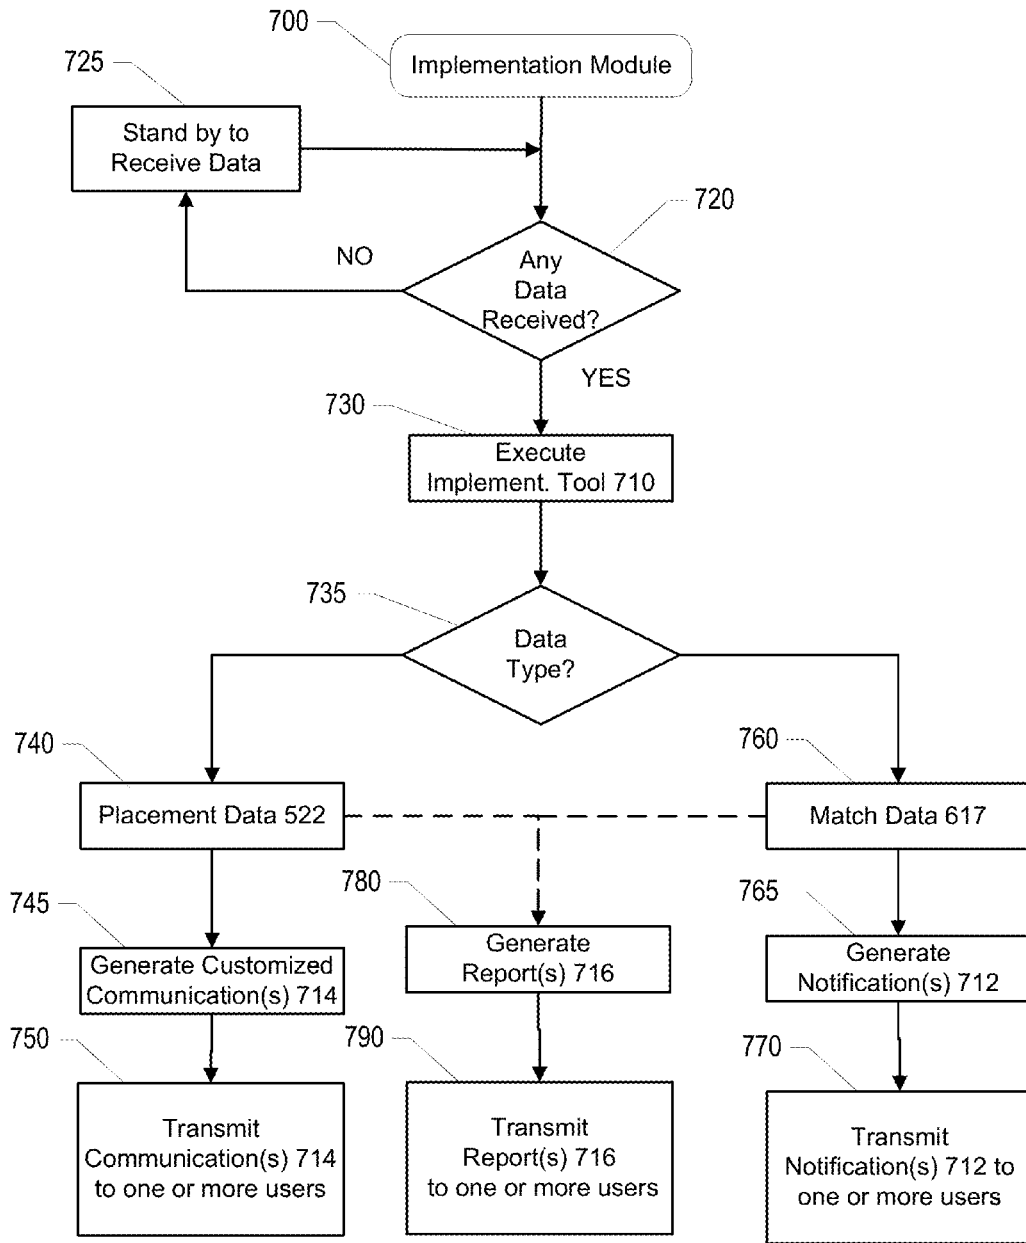 700
Implementation Module
725
Stand by to
Receive Data
720
NO
Any
Data
Received?
YES
730
Execute
Implement. Tool 710
735
Data
Type?
740
Placement Data 522
760
Match Data 617
745
Generate Customized
Communication(s) 714
780
Generate
Report(s) 716
765
Generate
Notification(s) 712
750
Transmit
Communication(s) 714
to one or more users
790
Transmit
Report(s) 716
to one or more users
770
Transmit
Notification(s) 712 to
one or more users